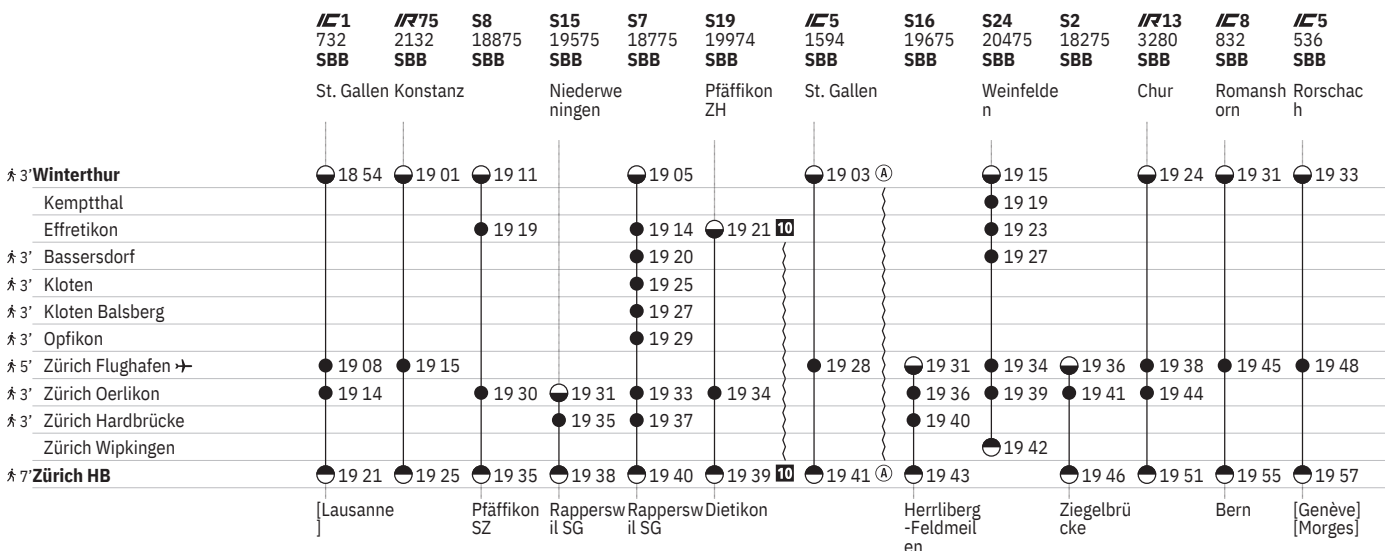 IC1 IR75 S8 S15 S7 S19 IC5 S16 S24 S2 IR13 IC8 IC5
732 2132 18875 19575 18775 19974 1594 19675 20475 18275 3280 832 536
SBB SBB SBB SBB SBB SBB SBB SBB SBB SBB SBB SBB SBB
St. Gallen Konstanz Niederwe Pfäffikon St. Gallen Weinfelde Chur Romansh Rorschac
ningen ZH n orn h
3' Winterthur 18 54 19 01 19 11 19 05 19 03 A 19 15 19 24 19 31 19 33
Kemptthal 19 19
Effretikon 19 19 19 14 19 21 10 19 23
3' Bassersdorf 19 20 19 27
3' Kloten 19 25
3' Kloten Balsberg 19 27
3' Opfikon 19 29
5' Zürich Flughafen 19 08 19 15 19 28 19 31 19 34 19 36 19 38 19 45 19 48
3' Zürich Oerlikon 19 14 19 30 19 31 19 33 19 34 19 36 19 39 19 41 19 44
3' Zürich Hardbrücke 19 35 19 37 19 40
Zürich Wipkingen 19 42
7' Zürich HB 19 21 19 25 19 35 19 38 19 40 19 39 10 19 41 A 19 43 19 46 19 51 19 55 19 57
[Lausanne Pfäffikon Rappersw Rappersw Dietikon Herrliberg Ziegelbrü Bern [Genève]
] SZ il SG il SG -Feldmeil cke [Morges]
en